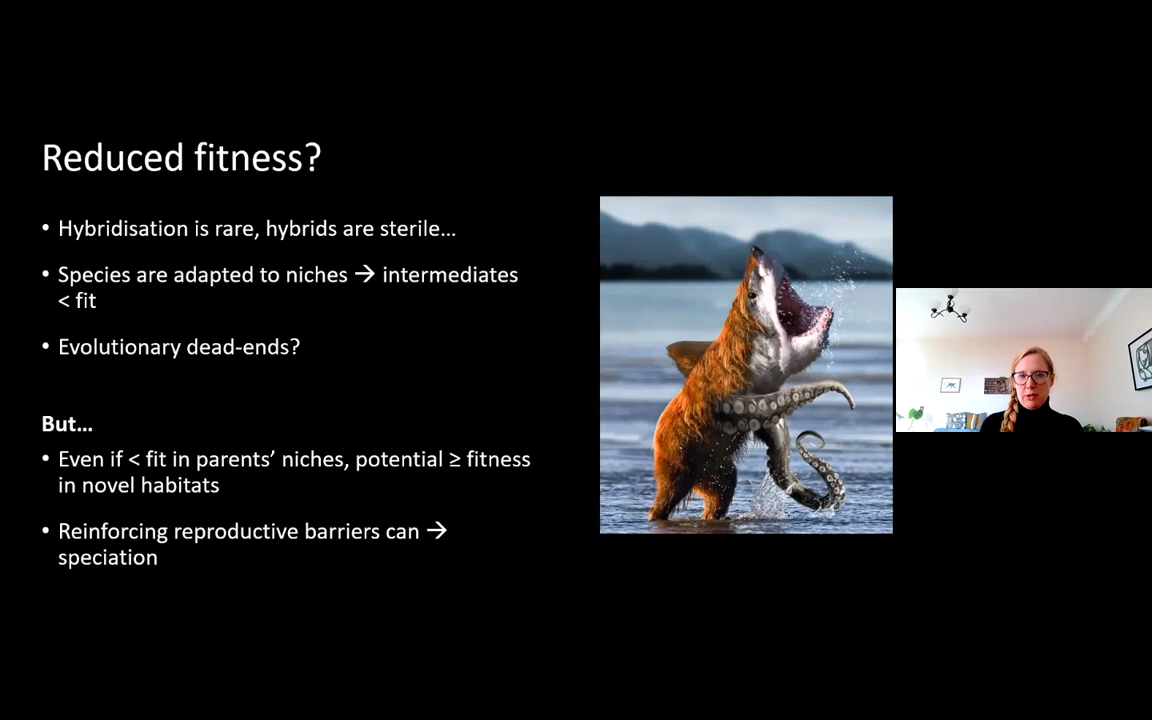 Reduced fitness?
• Hybridisation is rare, hybrids are sterile…
• Species are adapted to niches → intermediates
< fit
• Evolutionary dead-ends?
But…
• Even if < fit in parents’ niches, potential ≥ fitness
in novel habitats
• Reinforcing reproductive barriers can →
speciation